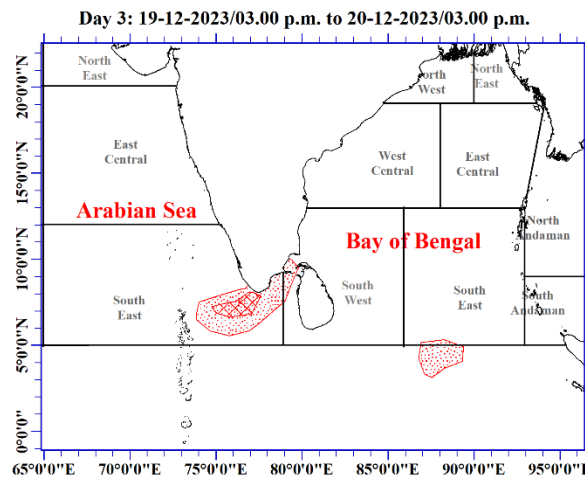 Day 3: 19-12-2023/03.00 p.m. to 20-12-2023/03.00 p.m.
North
East
North
West
North
East
20°0'0"N
East
Central
West
Central
East
Central
15°0'0"N
Arabian Sea
Bay of Bengal
North
Andaman
10°0'0"N
South
East
South
West
South
East
South
Andaman
5°0'0"N
0°0'0"
65°0'0"E
70°0'0"E
75°0'0"E
80°0'0"E
85°0'0"E
90°0'0"E
95°0'0"E